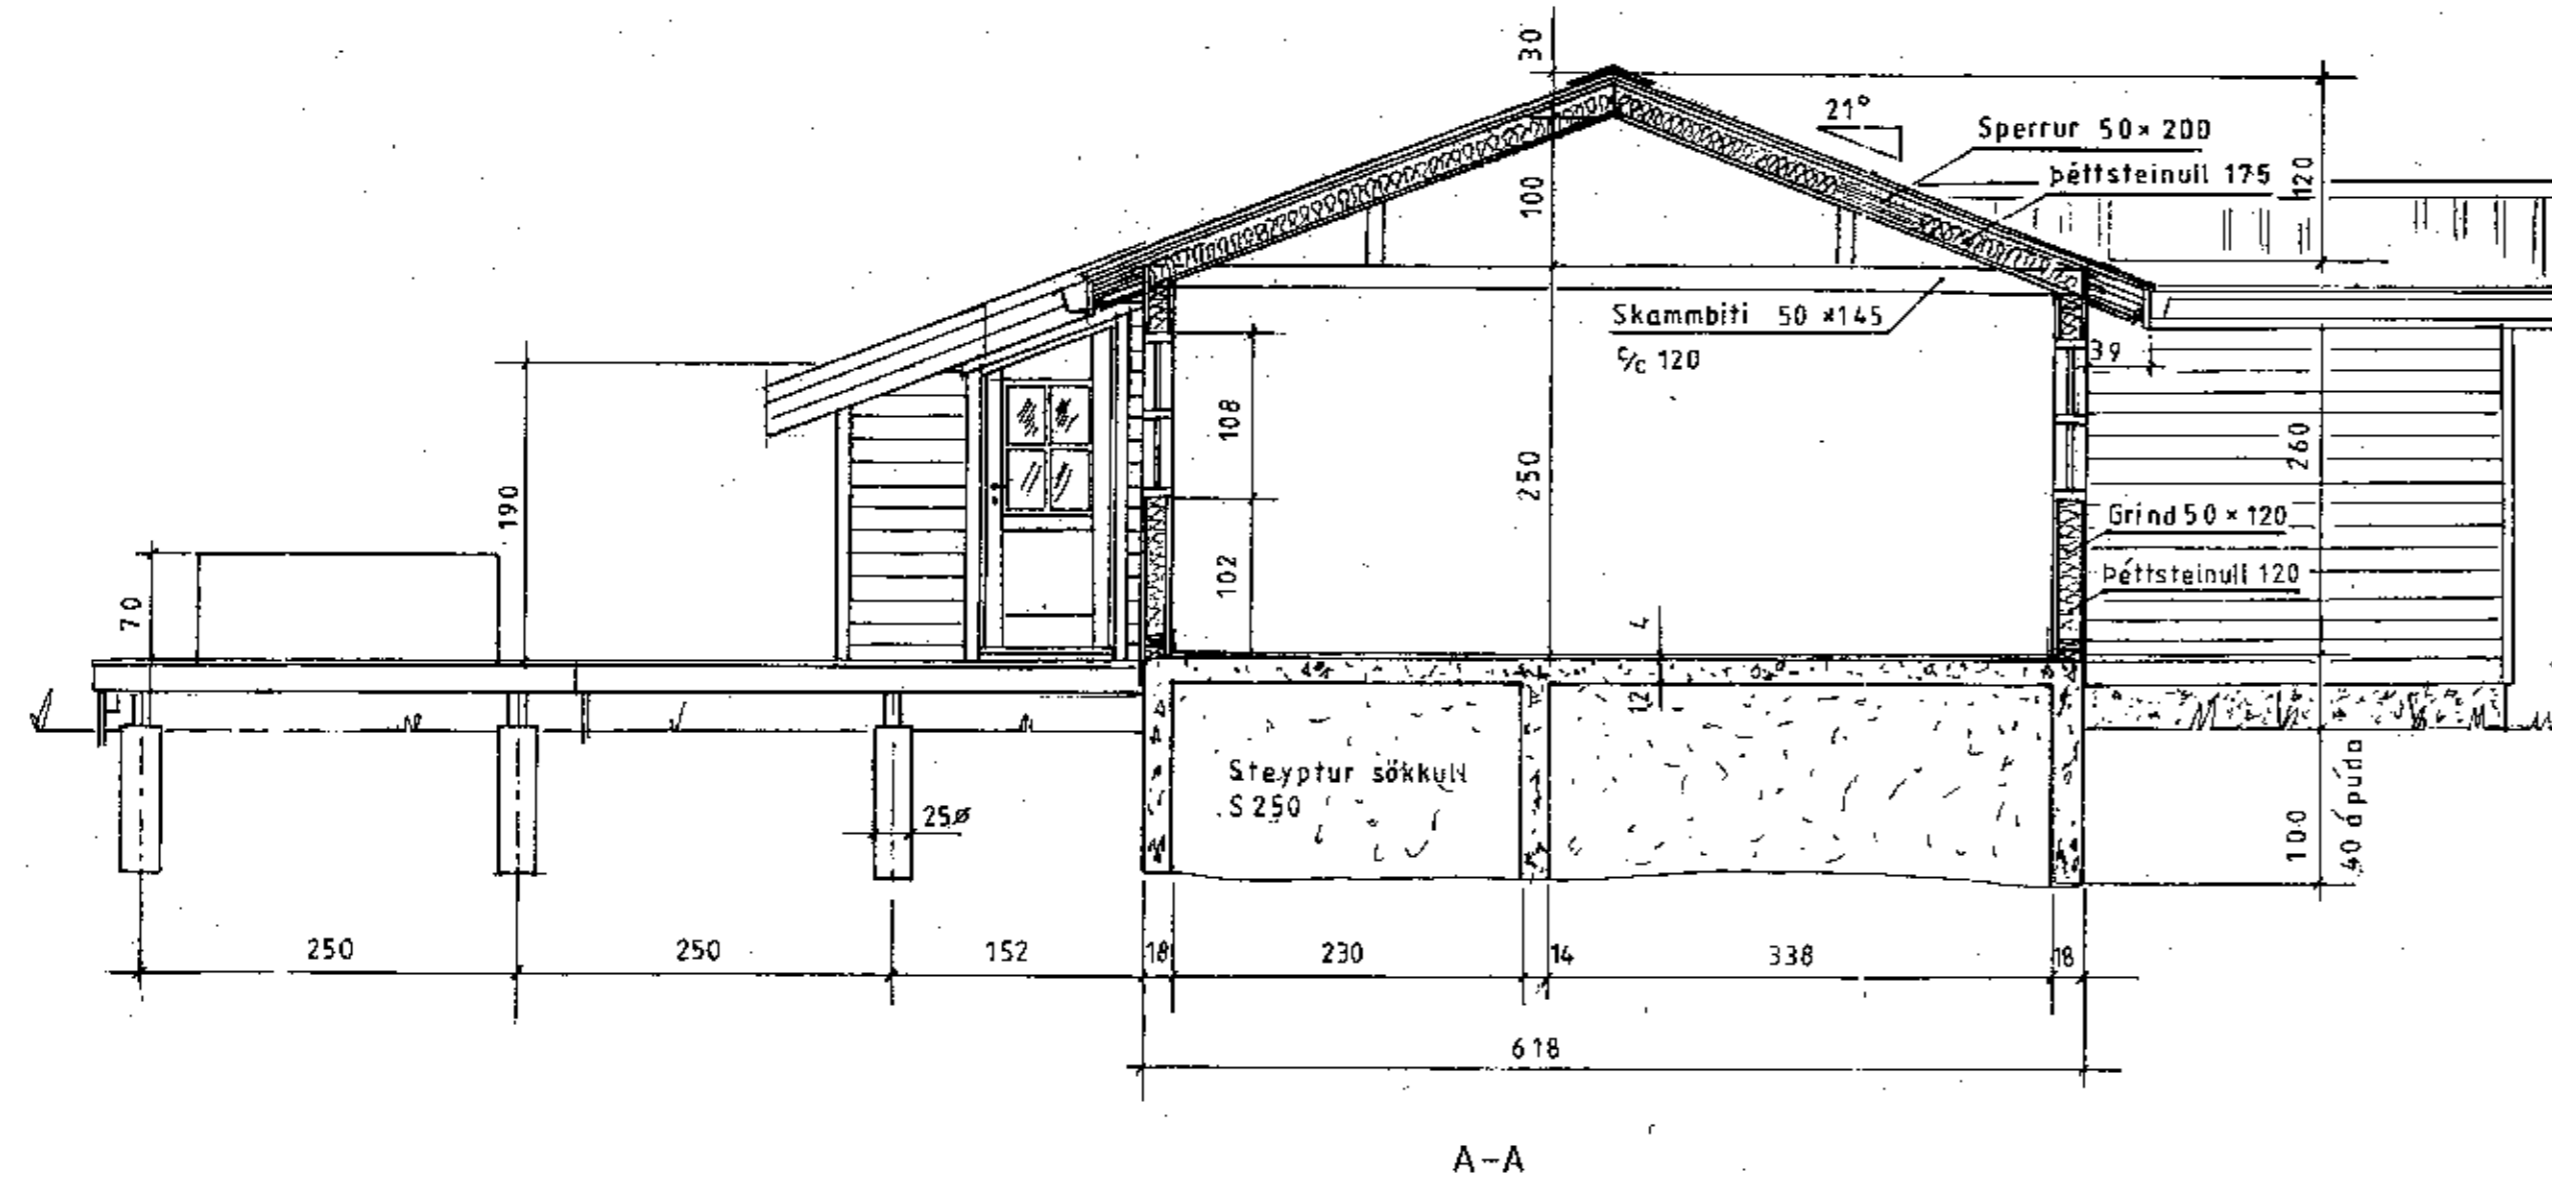 30
21°
Sperrur 50×200
þéttsteinull 175
120
100
Skammbiti 50×145
c/c 120
39
108
250
260
190
Grind 50×120
Þéttsteinull 120
102
70
4
12
Steyptur sökkull
S 250
25ø
100
40 á púða
250
250
152
18
230
14
338
18
618
A-A